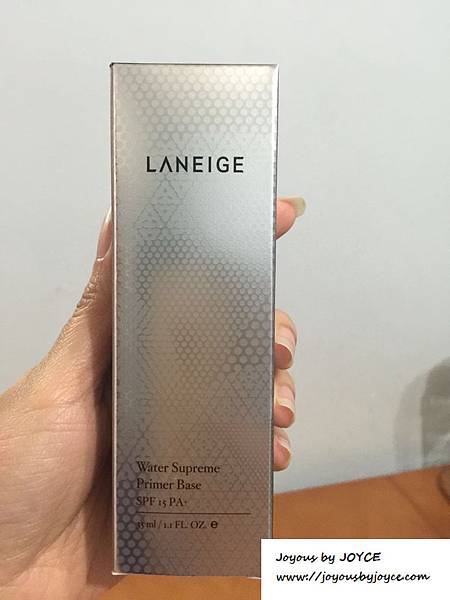 LANEIGE
Water Supreme
Primer Base
SPF 15 PA+
35 ml / 1.1 FL. OZ. e
Joyous by JOYCE
www://joyousbyjoyce.com